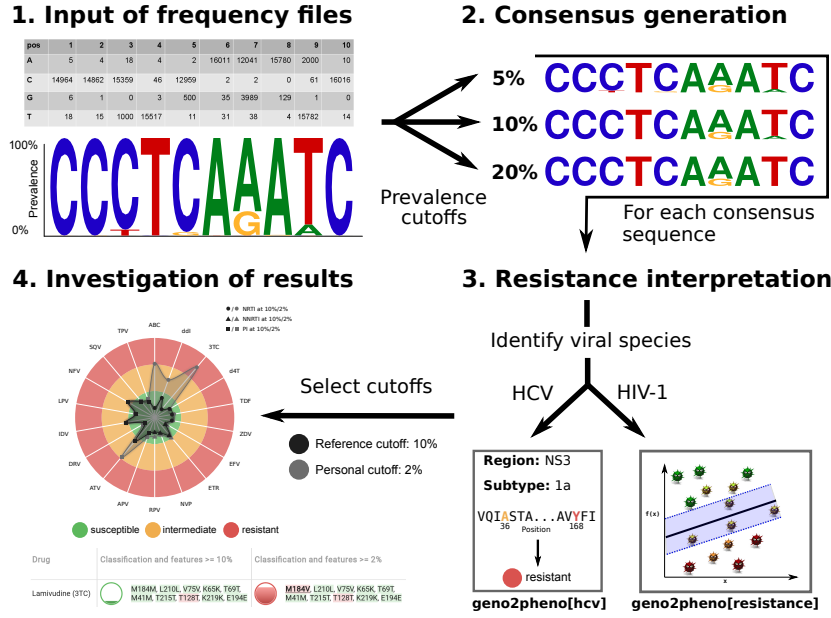 1. Input of frequency files
pos 1 2 3 4 5 6 7 8 9 10
A 5 4 18 4 2 16011 12041 15780 2000 10
C 14964 14862 15359 46 12959 2 2 0 61 16016
G 6 1 0 3 500 35 3989 129 1 0
T 18 15 1000 15517 11 31 38 4 15782 14
100%
Prevalence
0%
CCCTCAAATC
T G A
Prevalence
cutoffs
2. Consensus generation
5% CCCTCAAATC
G
10% CCCTCAAATC
G
20% CCCTCAAATC
G
For each consensus
sequence
3. Resistance interpretation
Identify viral species
HCV HIV-1
Region: NS3
Subtype: 1a
VQIASTA...AVYFI
36 Position 168
resistant
geno2pheno[hcv]
f(x)
x
geno2pheno[resistance]
Select cutoffs
Reference cutoff: 10%
Personal cutoff: 2%
4. Investigation of results
NRTI at 10%/2%
NNRTI at 10%/2%
PI at 10%/2%
ABC
ddI
3TC
d4T
TDF
ZDV
EFV
ETR
NVP
RPV
APV
ATV
DRV
IDV
LPV
NFV
SQV
TPV
susceptible intermediate resistant
Drug Classification and features >= 10% Classification and features >= 2%
Lamivudine (3TC) M184M, L210L, V75V, K65K, T69T, M184V, L210L, V75V, K65K, T69T,
M41M, T215T, T128T, K219K, E194E M41M, T215T, T128T, K219K, E194E